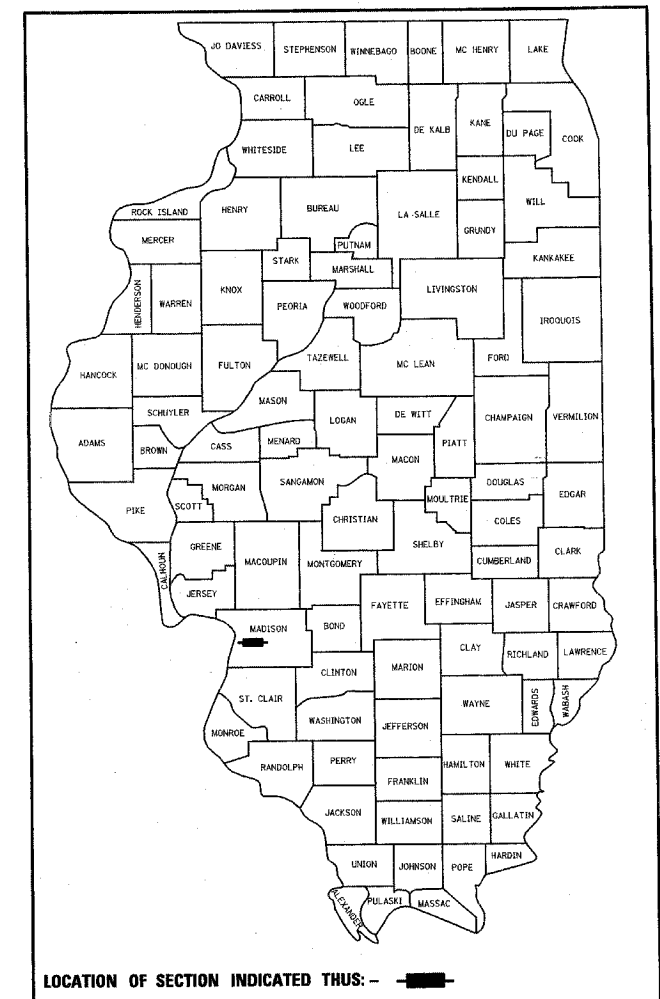 JO DAVIESS STEPHENSON WINNEBAGO BOONE MC HENRY LAKE
CARROLL OGLE DE KALB KANE DU PAGE COOK
WHITESIDE LEE
KENDALL WILL
ROCK ISLAND HENRY BUREAU LA SALLE GRUNDY
MERCER PUTNAM
STARK MARSHALL KANKAKEE
HENDERSON WARREN KNOX PEORIA WOODFORD LIVINGSTON IROQUOIS
HANCOCK MC DONOUGH FULTON TAZEWELL MC LEAN FORD
MASON
SCHUYLER LOGAN DE WITT CHAMPAIGN VERMILION
ADAMS BROWN CASS MENARD MACON PIATT
PIKE SCOTT MORGAN SANGAMON CHRISTIAN MOULTRIE DOUGLAS EDGAR
COLES
CALHOUN GREENE MACOUPIN MONTGOMERY SHELBY CUMBERLAND CLARK
JERSEY FAYETTE EFFINGHAM JASPER CRAWFORD
MADISON BOND
CLAY RICHLAND LAWRENCE
CLINTON MARION
ST. CLAIR WAYNE EDWARDS WABASH
WASHINGTON JEFFERSON
MONROE
RANDOLPH PERRY HAMILTON WHITE
FRANKLIN
JACKSON WILLIAMSON SALINE GALLATIN
UNION JOHNSON POPE HARDIN
ALEXANDER PULASKI MASSAC
LOCATION OF SECTION INDICATED THUS: -